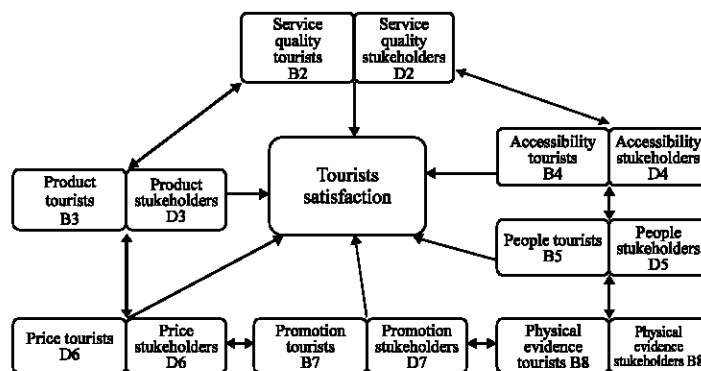 Service
quality
tourists
B2
Service
quality
stukeholders
D2
Tourists
satisfaction
Accessibility
tourists
B4
Accessibility
stukeholders
D4
Product
tourists
B3
Product
stukeholders
D3
People tourists
B5
People
stukeholders
D5
Price tourists
D6
Price
stukeholders
D6
Promotion
tourists
B7
Promotion
stukeholders
D7
Physical
evidence
tourists B8
Physical
evidence
stukeholders B8